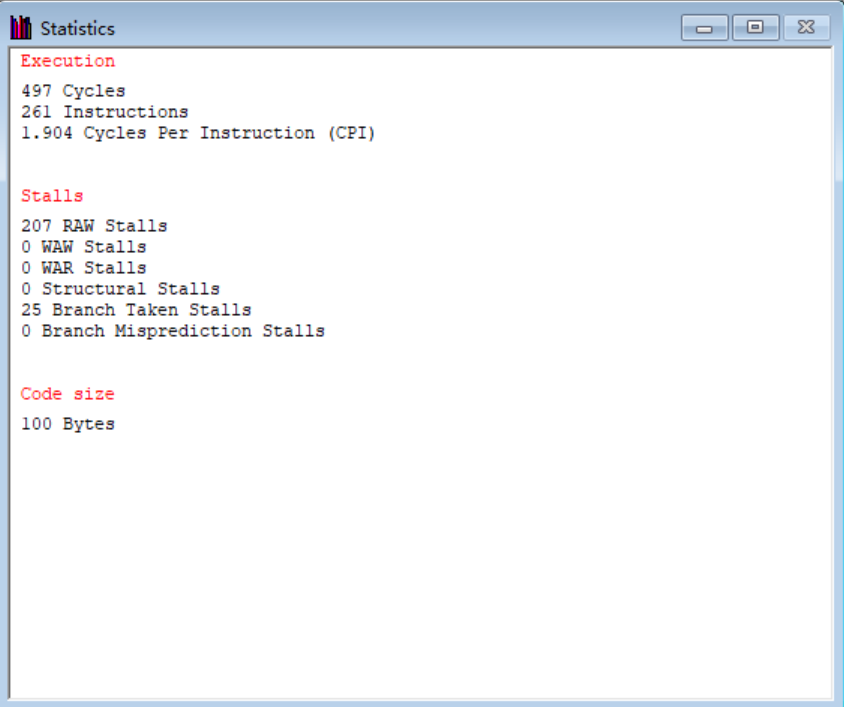 Statistics
Execution
497 Cycles
261 Instructions
1.904 Cycles Per Instruction (CPI)
Stalls
207 RAW Stalls
0 WAW Stalls
0 WAR Stalls
0 Structural Stalls
25 Branch Taken Stalls
0 Branch Misprediction Stalls
Code size
100 Bytes